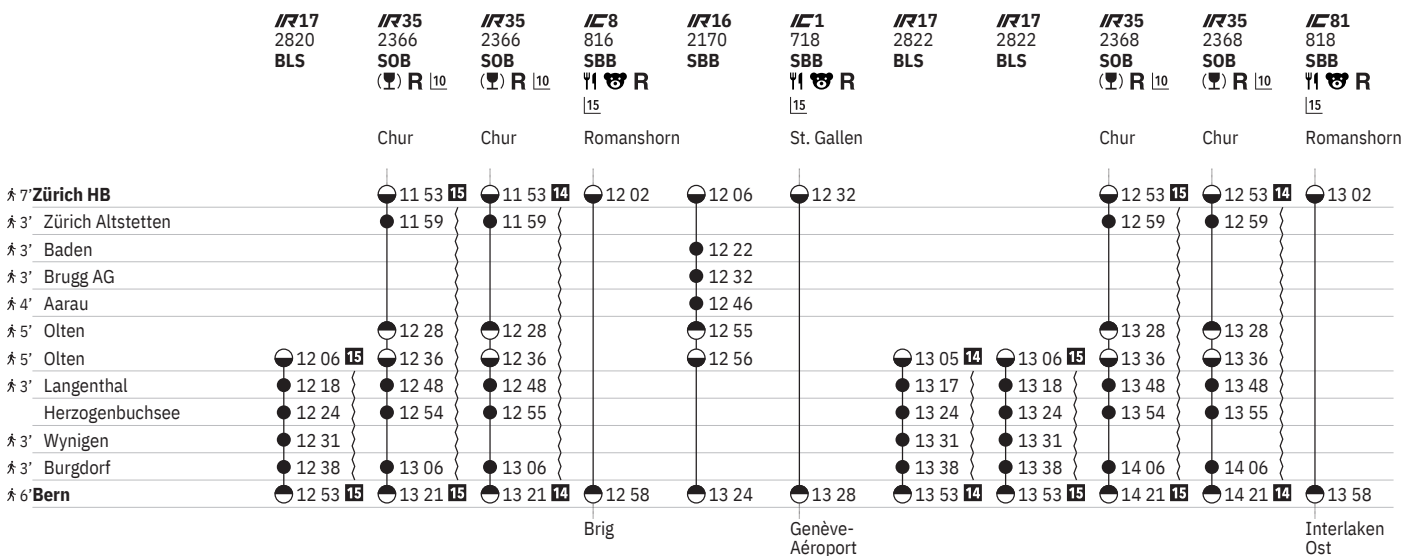 IR17 IR35 IR35 IC8 IR16 IC1 IR17 IR17 IR35 IR35 IC81
2820 2366 2366 816 2170 718 2822 2822 2368 2368 818
BLS SOB SOB SBB SBB SBB BLS BLS SOB SOB SBB
R 10 R 10 R R R 10 R 10 R
15 15 15
Chur Chur Romanshorn St. Gallen Chur Chur Romanshorn
7’ Zürich HB 11 53 15 11 53 14 12 02 12 06 12 32 12 53 15 12 53 14 13 02
3’ Zürich Altstetten 11 59 11 59 12 59 12 59
3’ Baden 12 22
3’ Brugg AG 12 32
4’ Aarau 12 46
5’ Olten 12 28 12 28 12 55 13 28 13 28
5’ Olten 12 06 15 12 36 12 36 12 56 13 05 14 13 06 15 13 36 13 36
3’ Langenthal 12 18 12 48 12 48 13 17 13 18 13 48 13 48
Herzogenbuchsee 12 24 12 54 12 55 13 24 13 24 13 54 13 55
3’ Wynigen 12 31 13 31 13 31
3’ Burgdorf 12 38 13 06 13 06 13 38 13 38 14 06 14 06
6’ Bern 12 53 15 13 21 15 13 21 14 12 58 13 24 13 28 13 53 14 13 53 15 14 21 15 14 21 14 13 58
Brig Genève- Interlaken
Aéroport Ost